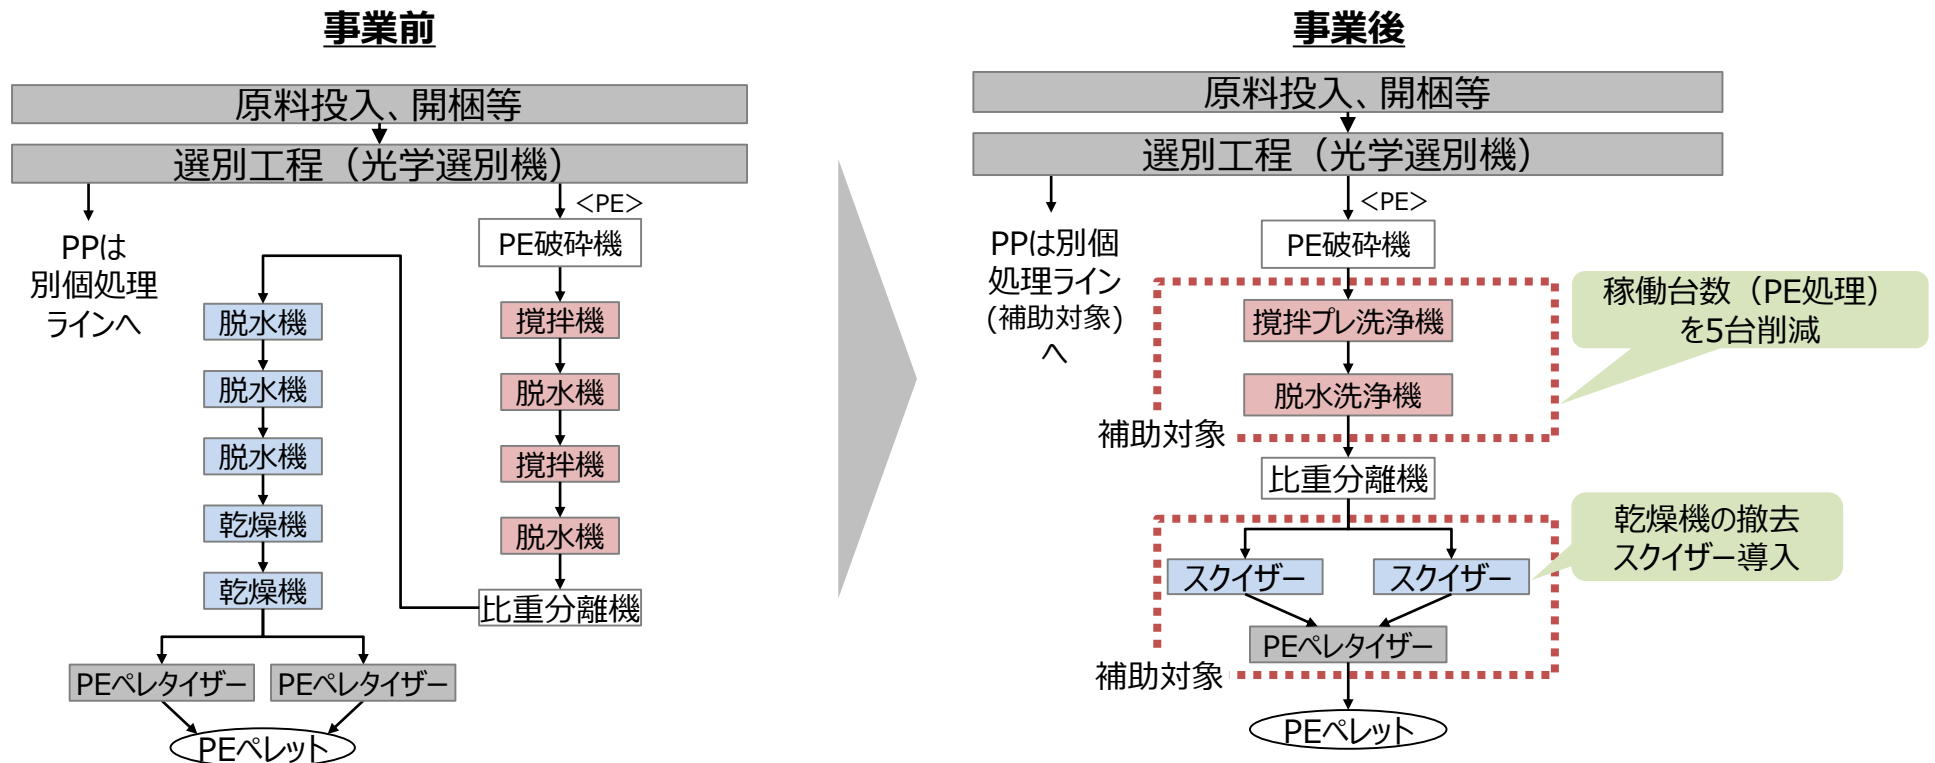 事業前
原料投入、開梱等
選別工程（光学選別機）
＜PE＞
PPは
別個処理
ラインへ
PE破砕機
撹拌機
脱水機
撹拌機
脱水機
比重分離機
脱水機
脱水機
脱水機
乾燥機
乾燥機
PEペレタイザー
PEペレタイザー
PEペレット
事業後
原料投入、開梱等
選別工程（光学選別機）
＜PE＞
PPは別個
処理ライン
(補助対象)
へ
PE破砕機
撹拌プレ洗浄機
脱水洗浄機
補助対象
稼働台数（PE処理）
を5台削減
比重分離機
スクイザー
スクイザー
PEペレタイザー
補助対象
乾燥機の撤去
スクイザー導入
PEペレット